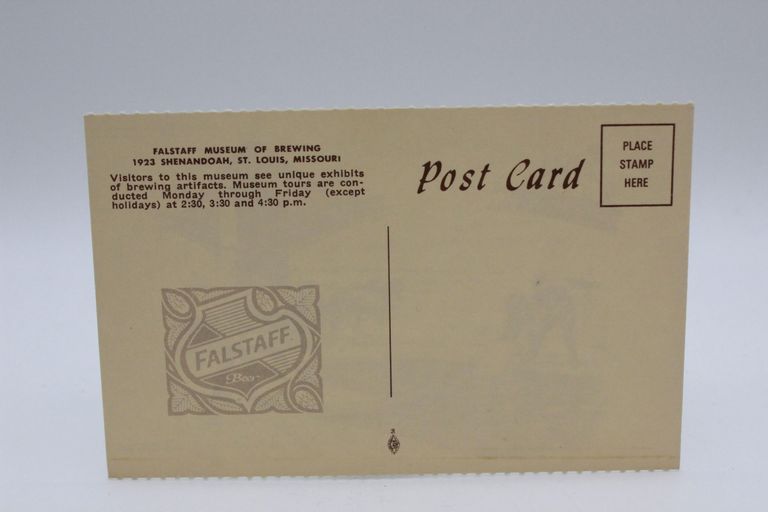 FALSTAFF MUSEUM OF BREWING
1923 SHENANDOAH, ST. LOUIS, MISSOURI
Visitors to this museum see unique exhibits
of brewing artifacts. Museum tours are con-
ducted Monday through Friday (except
holidays) at 2:30, 3:30 and 4:30 p.m.
Post Card
PLACE
STAMP
HERE
FALSTAFF
Beer